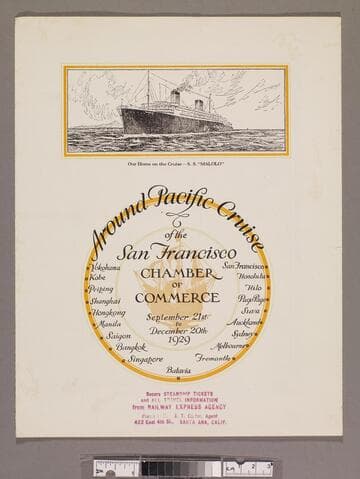 Our Home on the Cruise — S. S. "MALOLO"
Around Pacific Cruise
of the
San Francisco
CHAMBER
OF
COMMERCE
September 21st
to
December 20th
1929
Yokohama
Kobe
Peiping
Shanghai
Hongkong
Manila
Saigon
Bangkok
Singapore
Batavia
Fremantle
Melbourne
Sydney
Auckland
Suva
Pago Pago
Hilo
Honolulu
San Francisco
Secure STEAMSHIP TICKETS
and ALL TRAVEL INFORMATION
from RAILWAY EXPRESS AGENCY
Agent
422 East 4th St., SANTA ANA, CALIF.